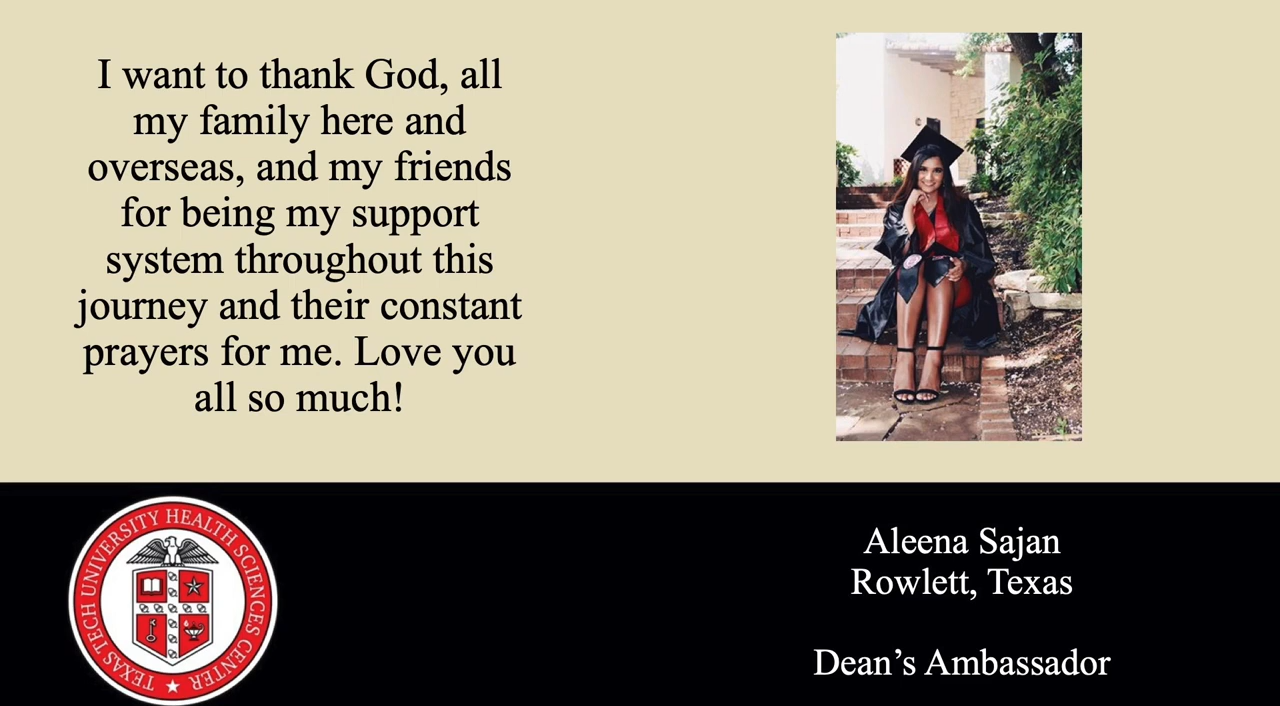 I want to thank God, all
my family here and
overseas, and my friends
for being my support
system throughout this
journey and their constant
prayers for me. Love you
all so much!
TEXAS TECH UNIVERSITY HEALTH SCIENCES CENTER
Aleena Sajan
Rowlett, Texas
Dean’s Ambassador